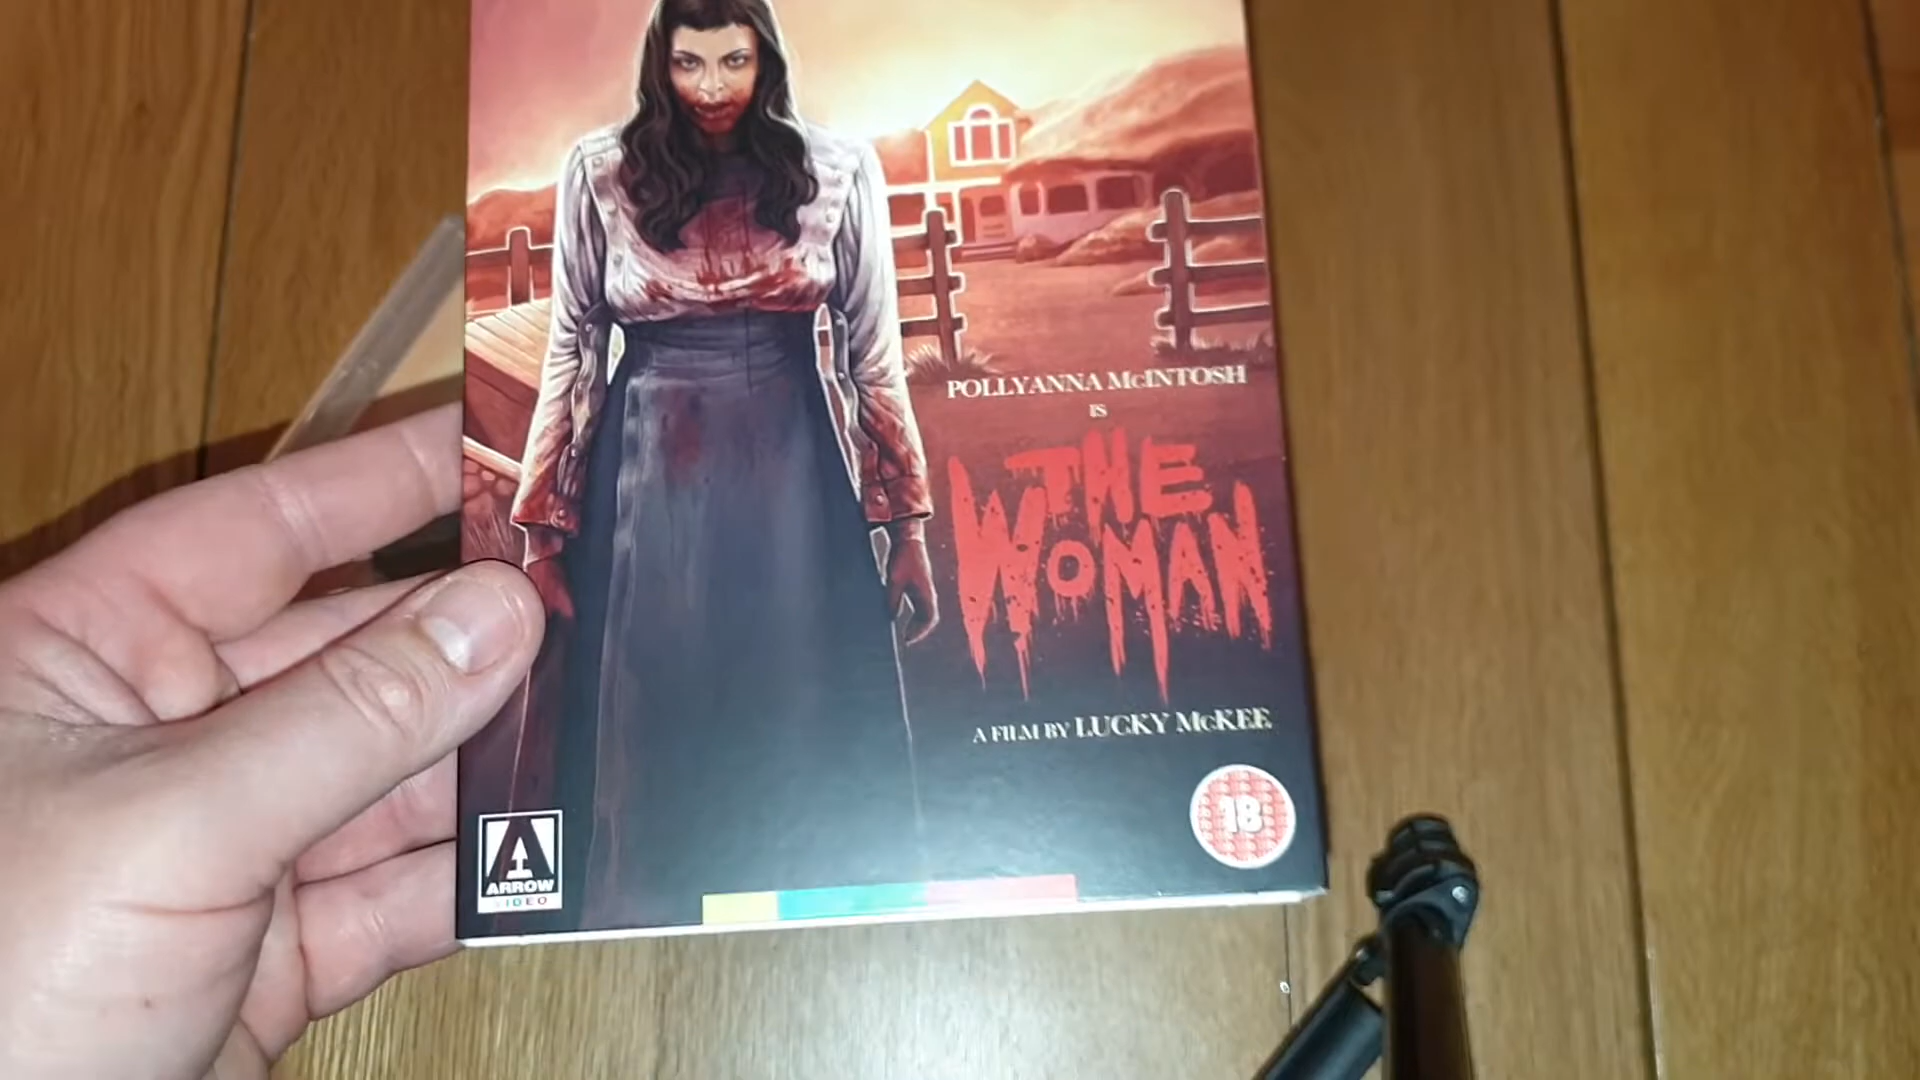 POLLYANNA McINTOSH
IS
THE
WOMAN
A FILM BY LUCKY McKEE
18
ARROW
VIDEO